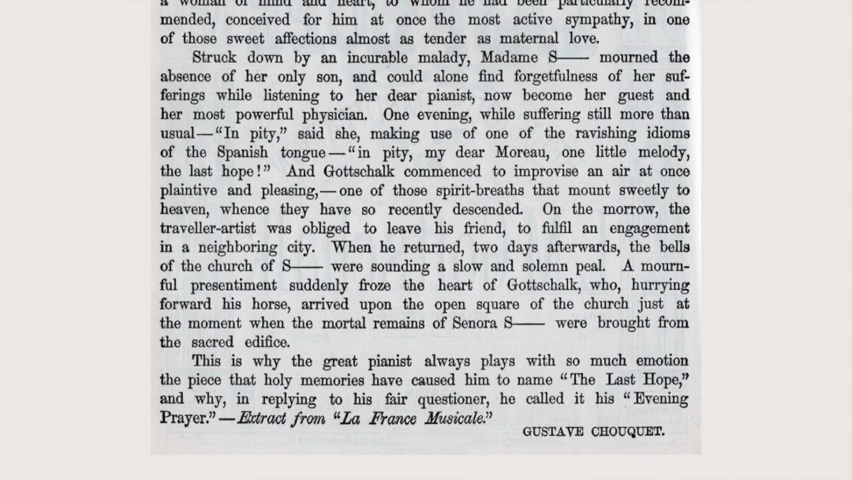 a woman of mind and heart, to whom he had been particularly recom-
mended, conceived for him at once the most active sympathy, in one
of those sweet affections almost as tender as maternal love.
Struck down by an incurable malady, Madame S—— mourned the
absence of her only son, and could alone find forgetfulness of her suf-
ferings while listening to her dear pianist, now become her guest and
her most powerful physician. One evening, while suffering still more than
usual—“In pity,” said she, making use of one of the ravishing idioms
of the Spanish tongue—“in pity, my dear Moreau, one little melody,
the last hope!” And Gottschalk commenced to improvise an air at once
plaintive and pleasing,—one of those spirit-breaths that mount sweetly to
heaven, whence they have so recently descended. On the morrow, the
traveller-artist was obliged to leave his friend, to fulfil an engagement
in a neighboring city. When he returned, two days afterwards, the bells
of the church of S—— were sounding a slow and solemn peal. A mourn-
ful presentiment suddenly froze the heart of Gottschalk, who, hurrying
forward his horse, arrived upon the open square of the church just at
the moment when the mortal remains of Senora S—— were brought from
the sacred edifice.
This is why the great pianist always plays with so much emotion
the piece that holy memories have caused him to name “The Last Hope,”
and why, in replying to his fair questioner, he called it his “Evening
Prayer.”—Extract from “La France Musicale.”
GUSTAVE CHOUQUET.